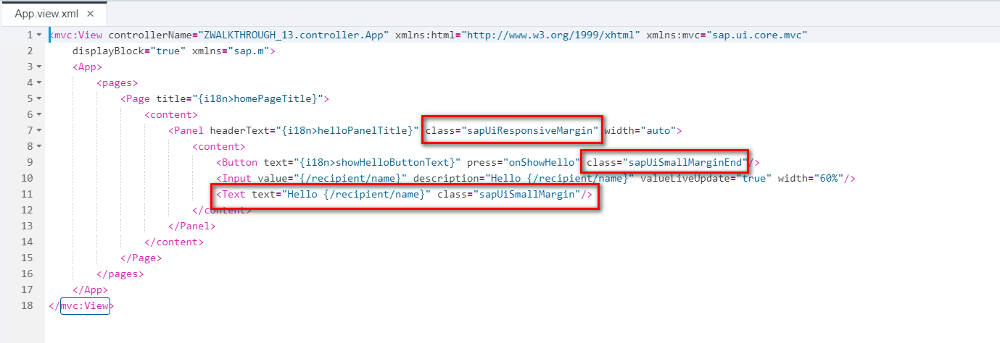 App.view.xml ×
1 <mvc:View controllerName="ZWALKTHROUGH_13.controller.App" xmlns:html="http://www.w3.org/1999/xhtml" xmlns:mvc="sap.ui.core.mvc"
2 displayBlock="true" xmlns="sap.m">
3 <App>
4 <pages>
5 <Page title="{i18n>homePageTitle}">
6 <content>
7 <Panel headerText="{i18n>helloPanelTitle}" class="sapUiResponsiveMargin" width="auto">
8 <content>
9 <Button text="{i18n>showHelloButtonText}" press="onShowHello" class="sapUiSmallMarginEnd"/>
10 <Input value="{/recipient/name}" description="Hello {/recipient/name}" valueLiveUpdate="true" width="60%"/>
11 <Text text="Hello {/recipient/name}" class="sapUiSmallMargin"/>
12 </content>
13 </Panel>
14 </content>
15 </Page>
16 </pages>
17 </App>
18 </mvc:View>